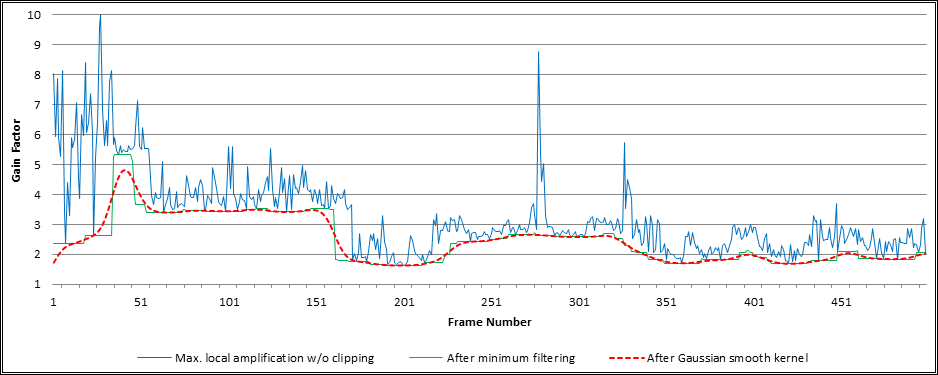 10
9
8
7
6
5
4
3
2
1
Gain Factor
1 51 101 151 201 251 301 351 401 451
Frame Number
Max. local amplification w/o clipping After minimum filtering After Gaussian smooth kernel